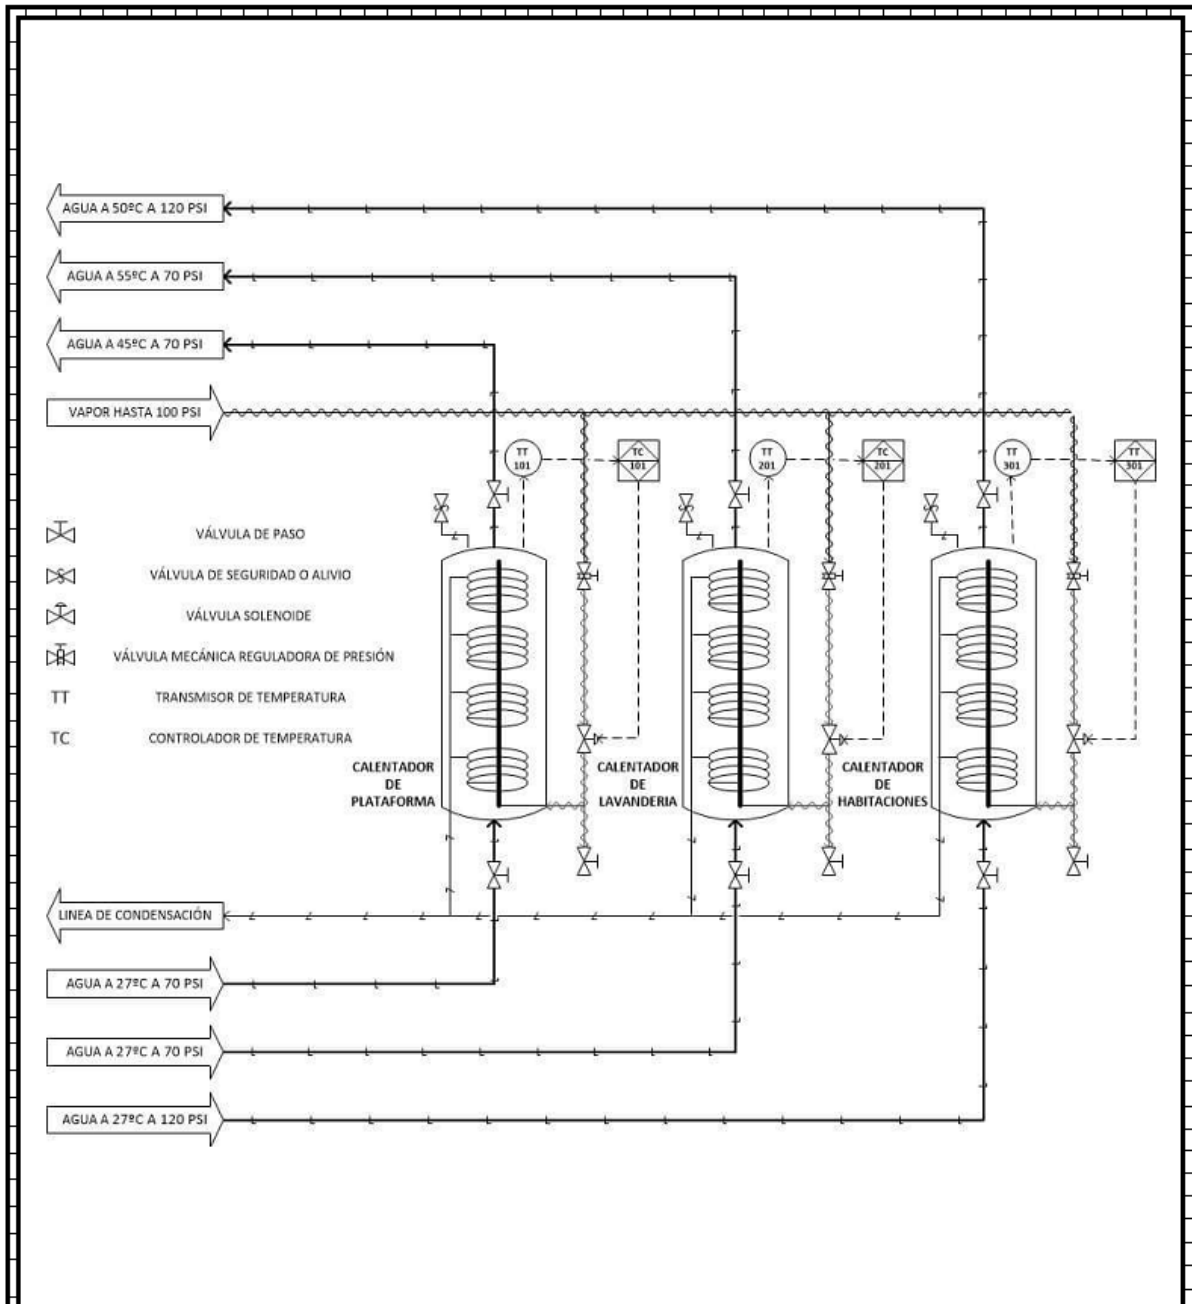 AGUA A 50ºC A 120 PSI
AGUA A 55ºC A 70 PSI
AGUA A 45ºC A 70 PSI
VAPOR HASTA 100 PSI
TT
101
TC
101
TT
201
TC
201
TT
301
TT
301
VÁLVULA DE PASO
VÁLVULA DE SEGURIDAD O ALIVIO
VÁLVULA SOLENOIDE
VÁLVULA MECÁNICA REGULADORA DE PRESIÓN
TT TRANSMISOR DE TEMPERATURA
TC CONTROLADOR DE TEMPERATURA
CALENTADOR
DE
PLATAFORMA
CALENTADOR
DE
LAVANDERIA
CALENTADOR
DE
HABITACIONES
LINEA DE CONDENSACIÓN
AGUA A 27ºC A 70 PSI
AGUA A 27ºC A 70 PSI
AGUA A 27ºC A 120 PSI